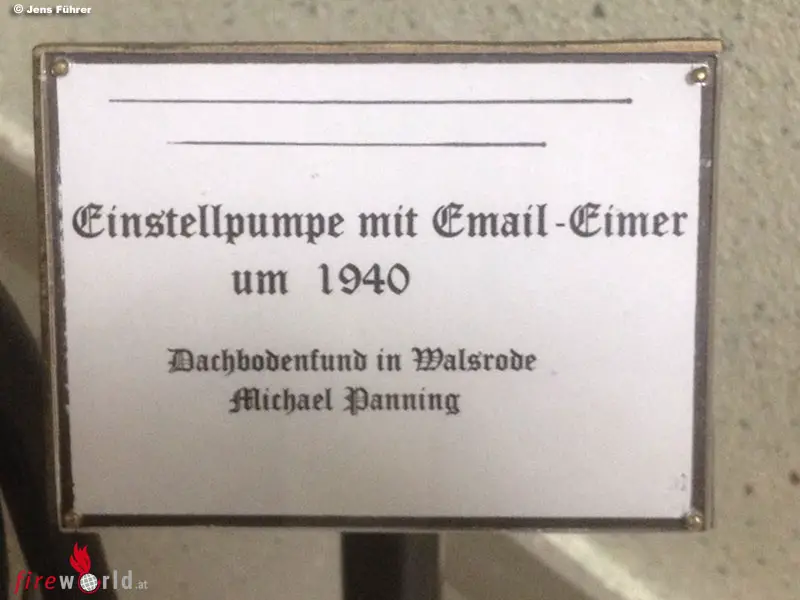 © Jens Führer
Einstellpumpe mit Email-Eimer
um 1940
Dachbodenfund in Walsrode
Michael Panning
fireworld.at